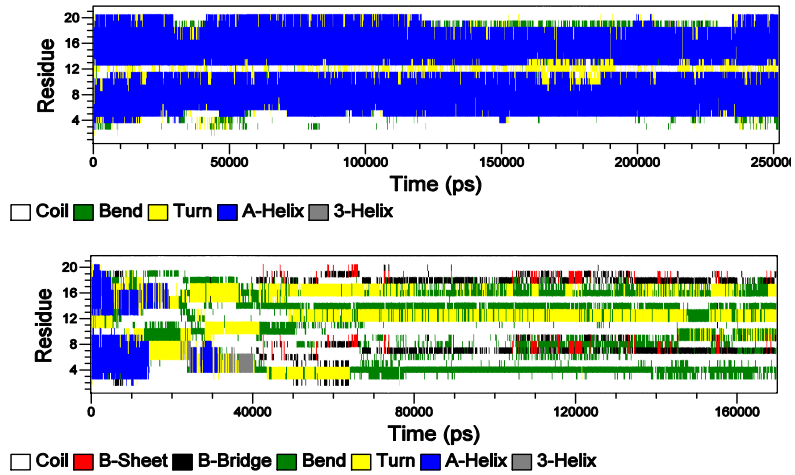 20
16
12
8
4
Residue
0 50000 100000 150000 200000 250000
Time (ps)
Coil Bend Turn A-Helix 3-Helix
20
16
12
8
4
Residue
0 40000 80000 120000 160000
Time (ps)
Coil B-Sheet B-Bridge Bend Turn A-Helix 3-Helix